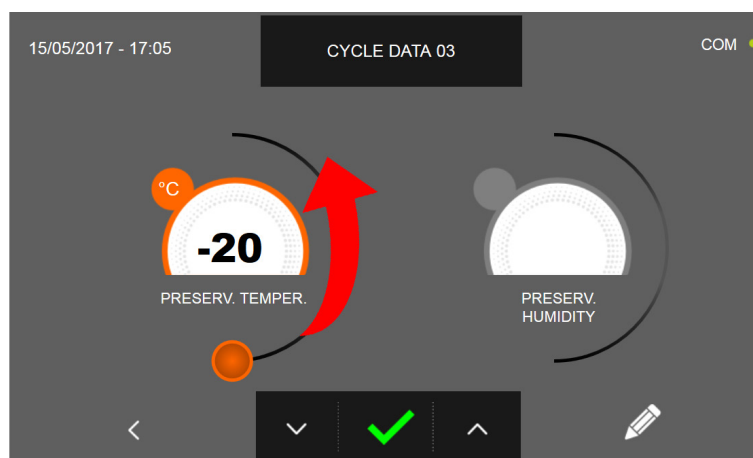 15/05/2017 - 17:05
CYCLE DATA 03
COM
°C
-20
PRESERV. TEMPER.
PRESERV.
HUMIDITY